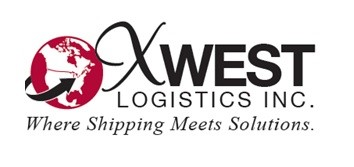 XWEST
LOGISTICS INC.
Where Shipping Meets Solutions.